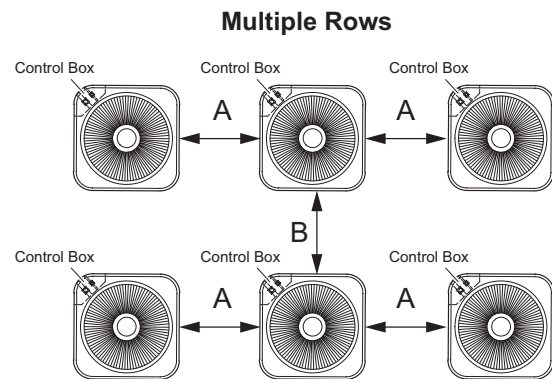 Multiple Rows
Control Box Control Box Control Box
A A
B
Control Box Control Box Control Box
A A